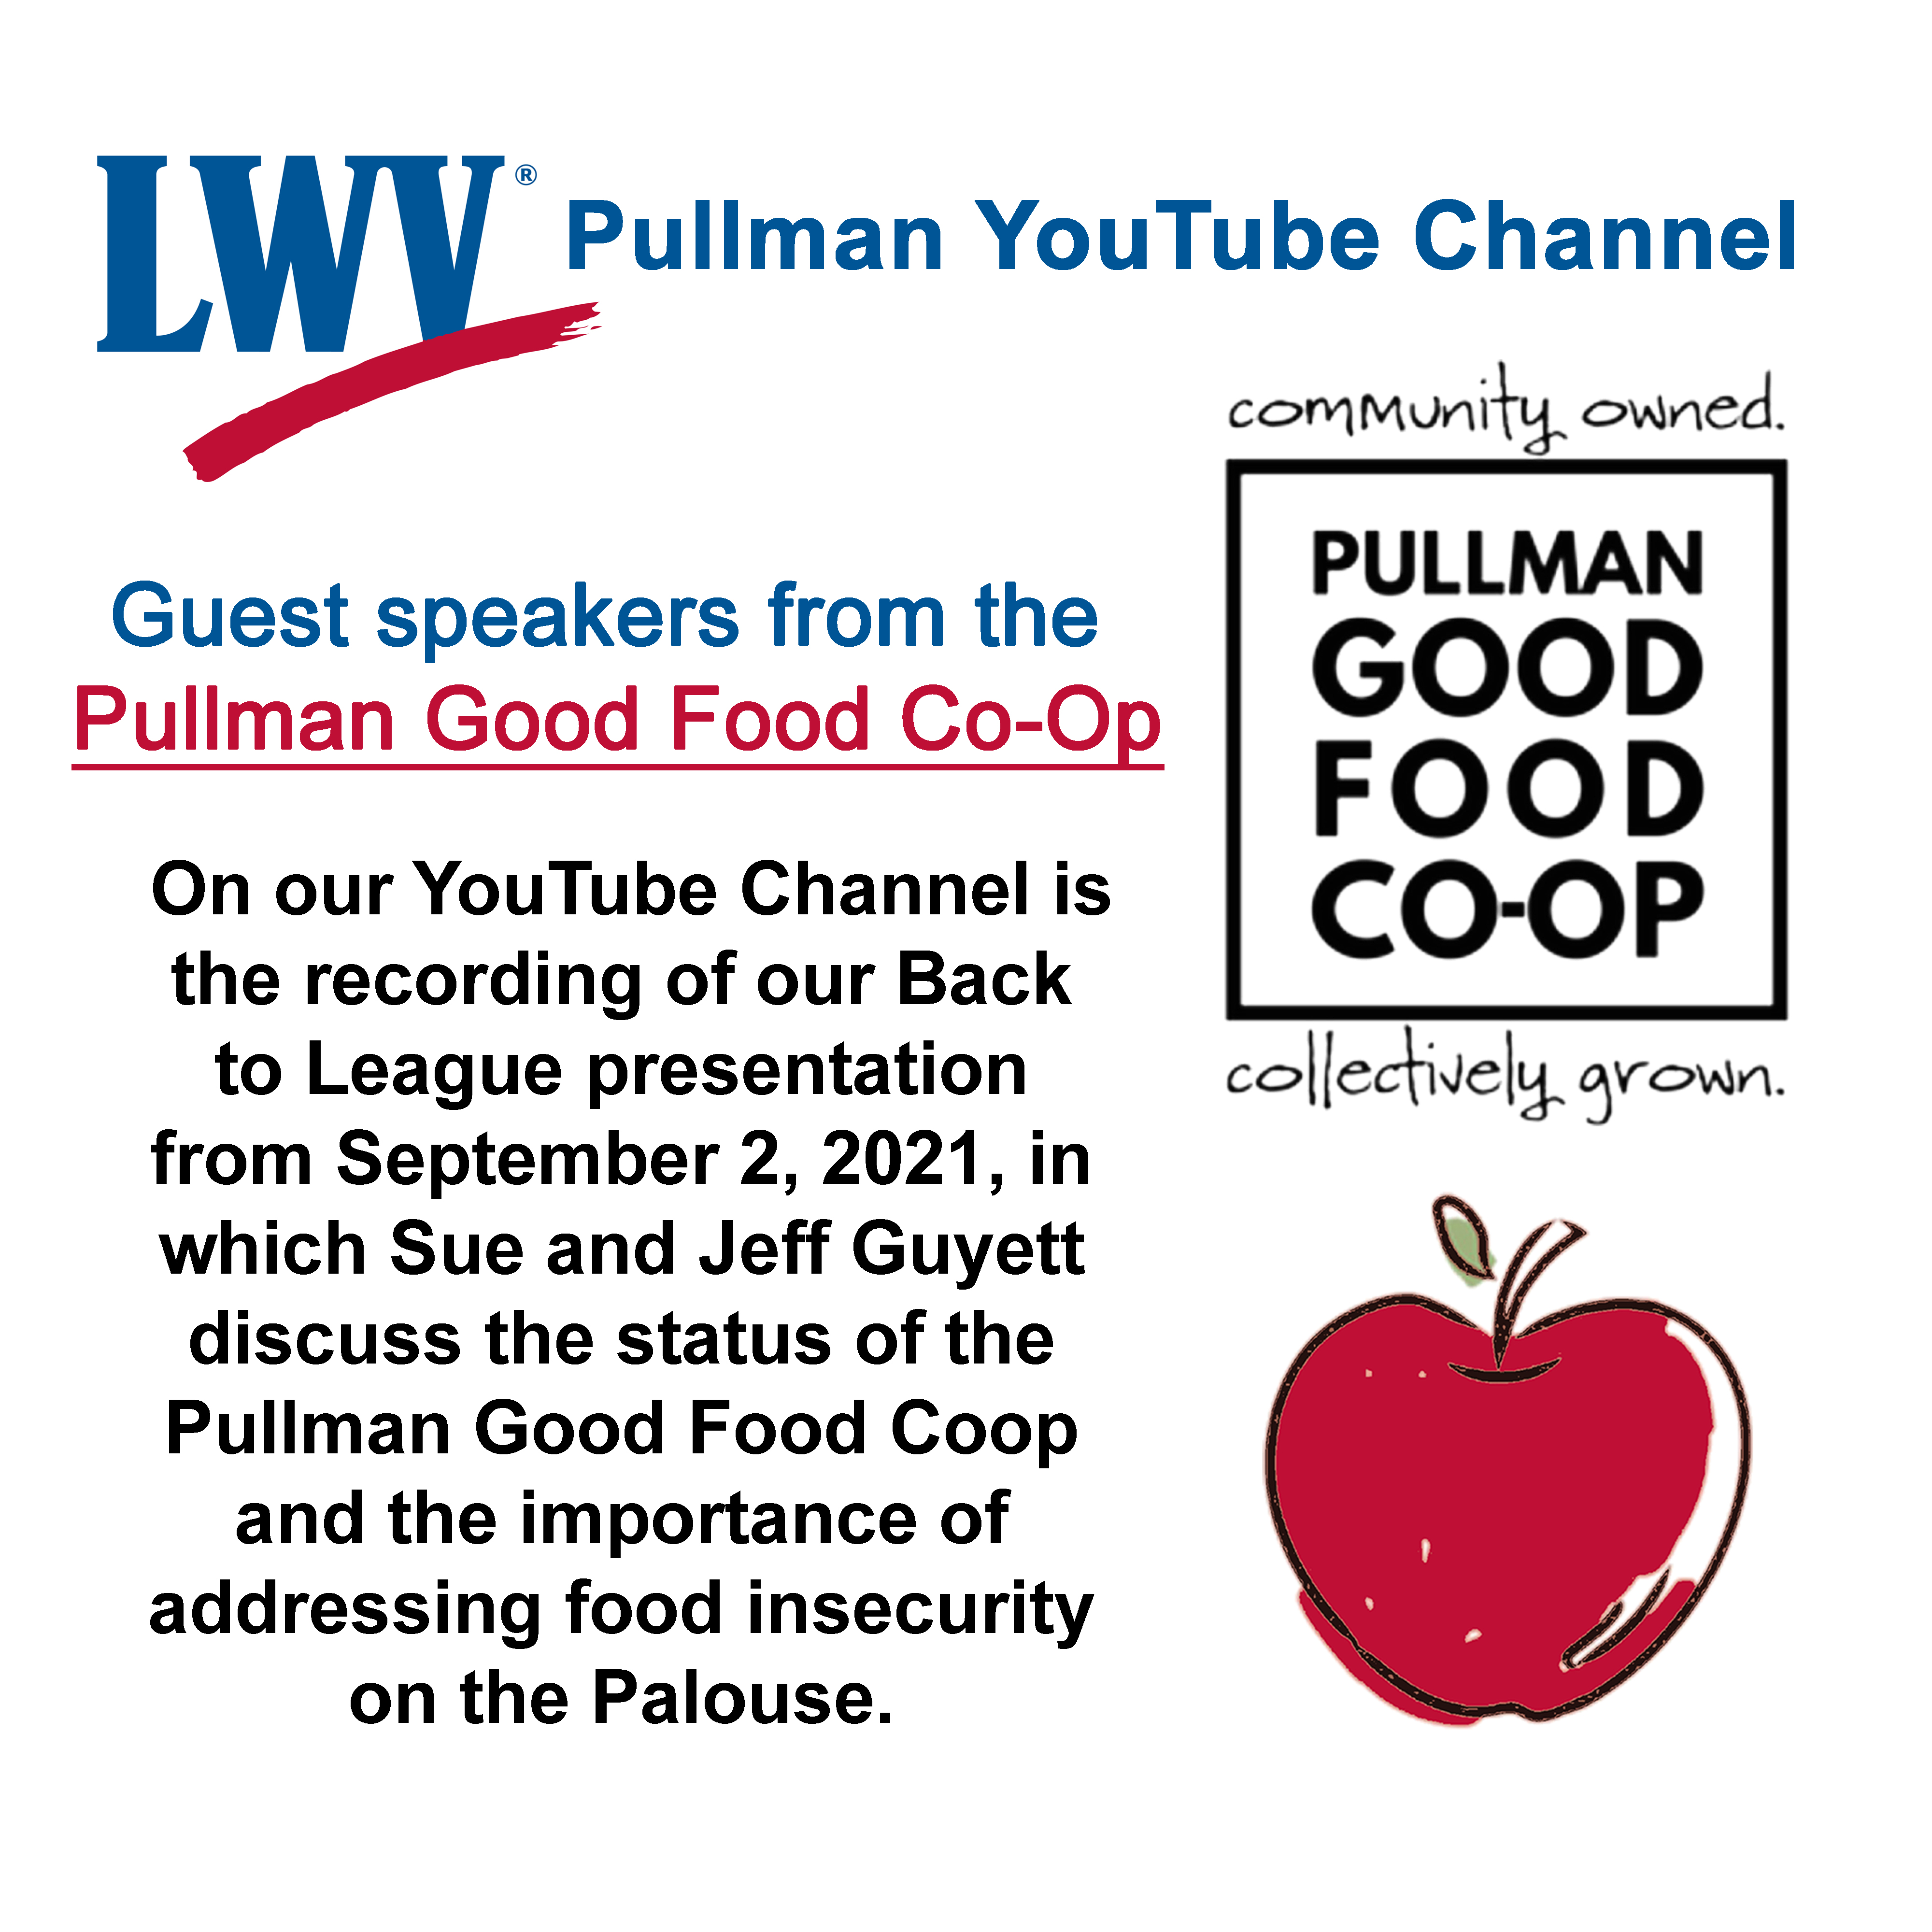 LWV® Pullman YouTube Channel
Guest speakers from the
Pullman Good Food Co-Op
On our YouTube Channel is
the recording of our Back
to League presentation
from September 2, 2021, in
which Sue and Jeff Guyett
discuss the status of the
Pullman Good Food Coop
and the importance of
addressing food insecurity
on the Palouse.
community owned.
PULLMAN
GOOD
FOOD
CO-OP
collectively grown.